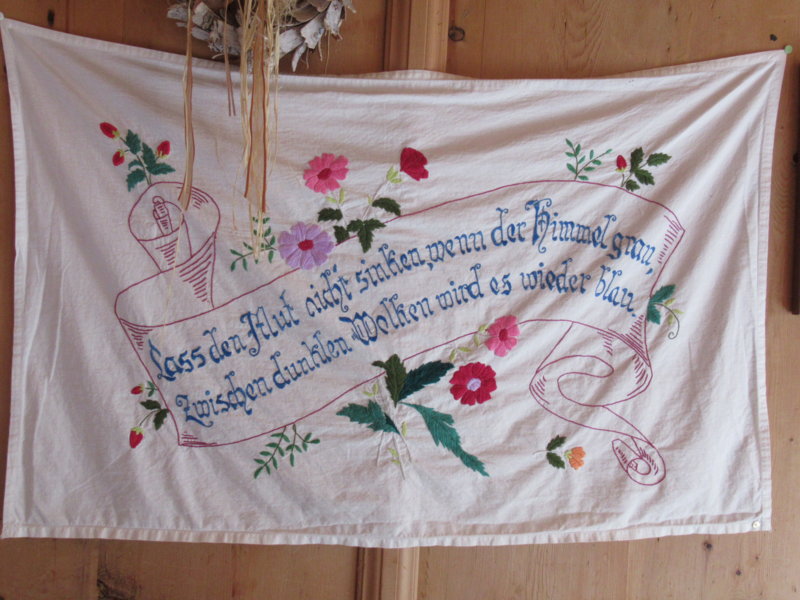 Lass den Mut nicht sinken, wenn der Himmel grau,
Zwischen dunklen Wolken wird es wieder blau.